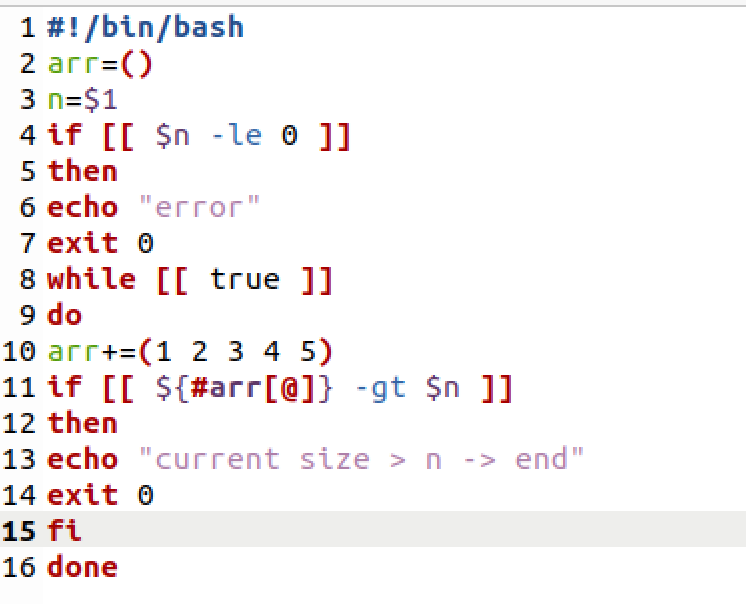 1 #!/bin/bash
2 arr=()
3 n=$1
4 if [[ $n -le 0 ]]
5 then
6 echo "error"
7 exit 0
8 while [[ true ]]
9 do
10 arr+=(1 2 3 4 5)
11 if [[ ${#arr[@]} -gt $n ]]
12 then
13 echo "current size > n -> end"
14 exit 0
15 fi
16 done